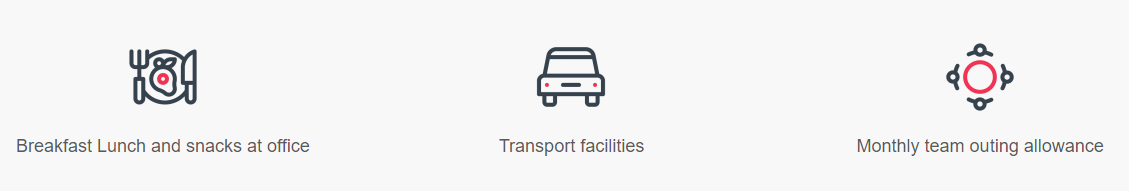 Breakfast Lunch and snacks at office
Transport facilities
Monthly team outing allowance